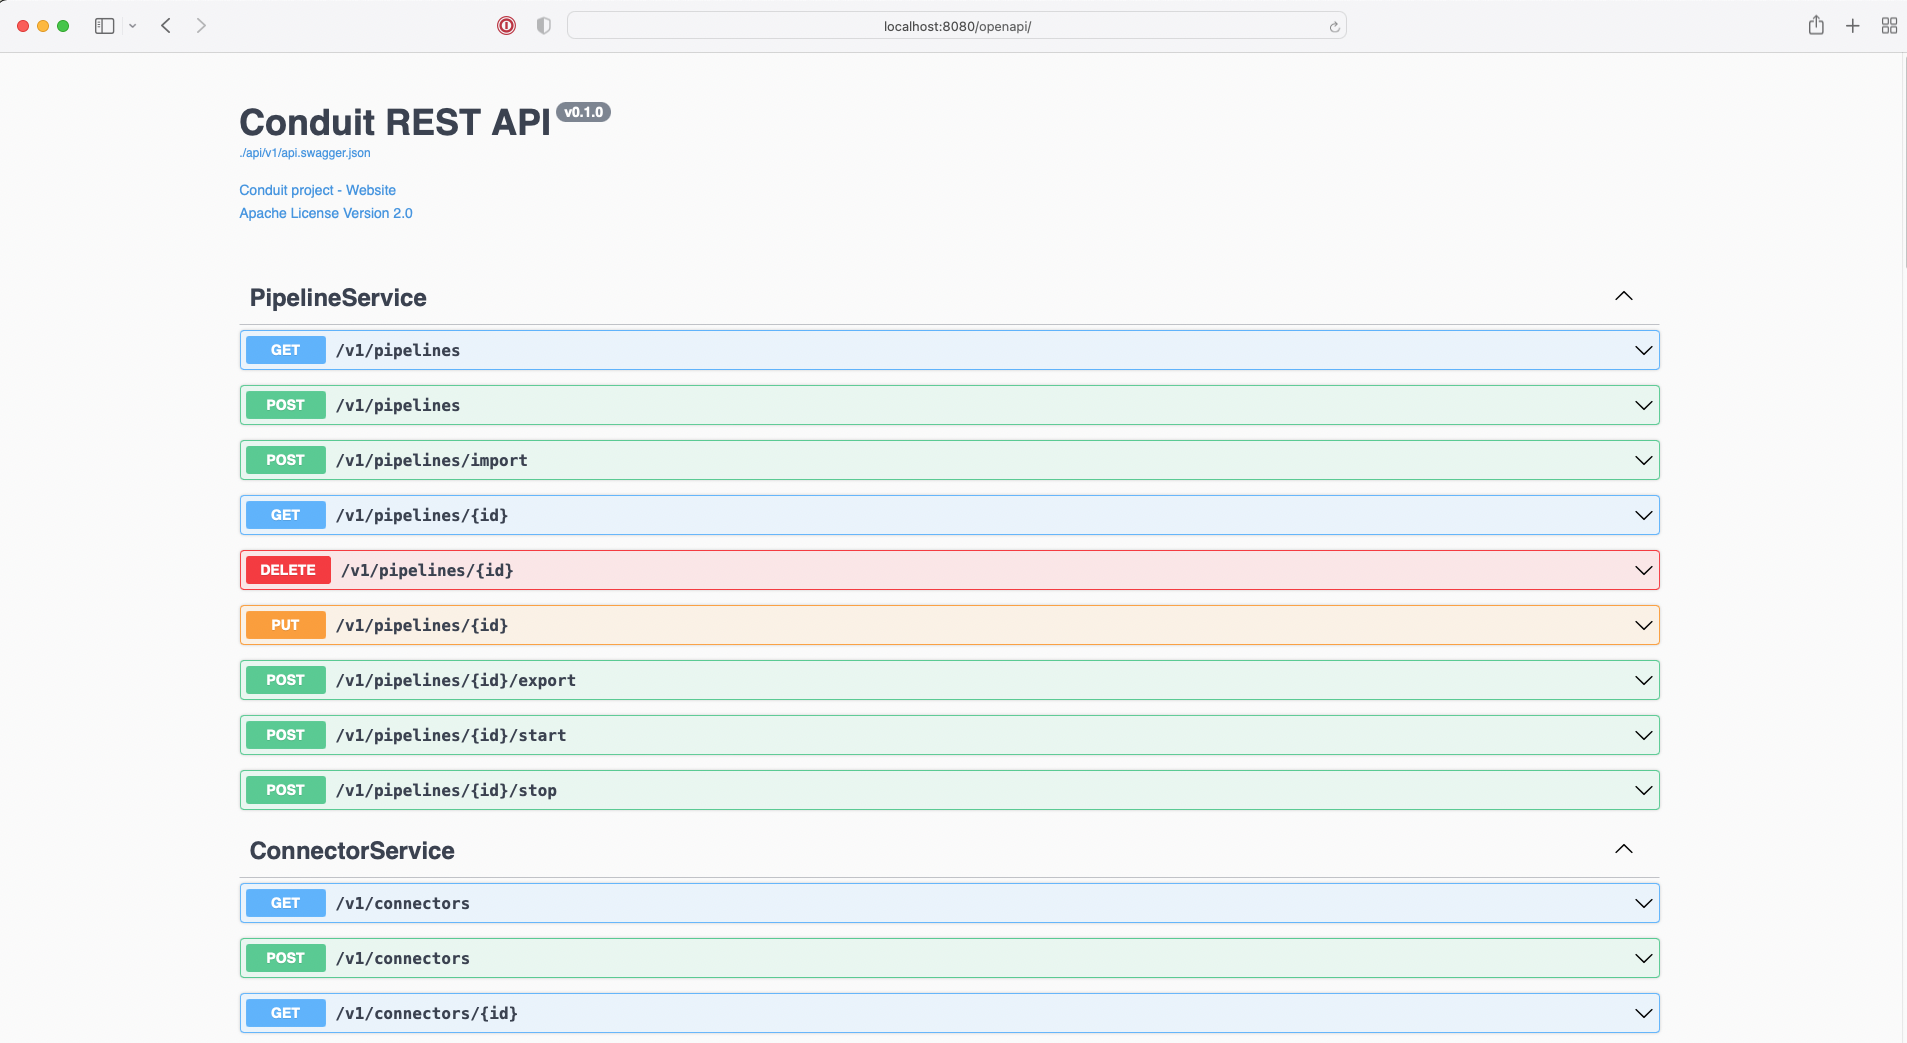 localhost:8080/openapi/
Conduit REST API v0.1.0
./api/v1/api.swagger.json
Conduit project - Website
Apache License Version 2.0
PipelineService
GET /v1/pipelines
POST /v1/pipelines
POST /v1/pipelines/import
GET /v1/pipelines/{id}
DELETE /v1/pipelines/{id}
PUT /v1/pipelines/{id}
POST /v1/pipelines/{id}/export
POST /v1/pipelines/{id}/start
POST /v1/pipelines/{id}/stop
ConnectorService
GET /v1/connectors
POST /v1/connectors
GET /v1/connectors/{id}